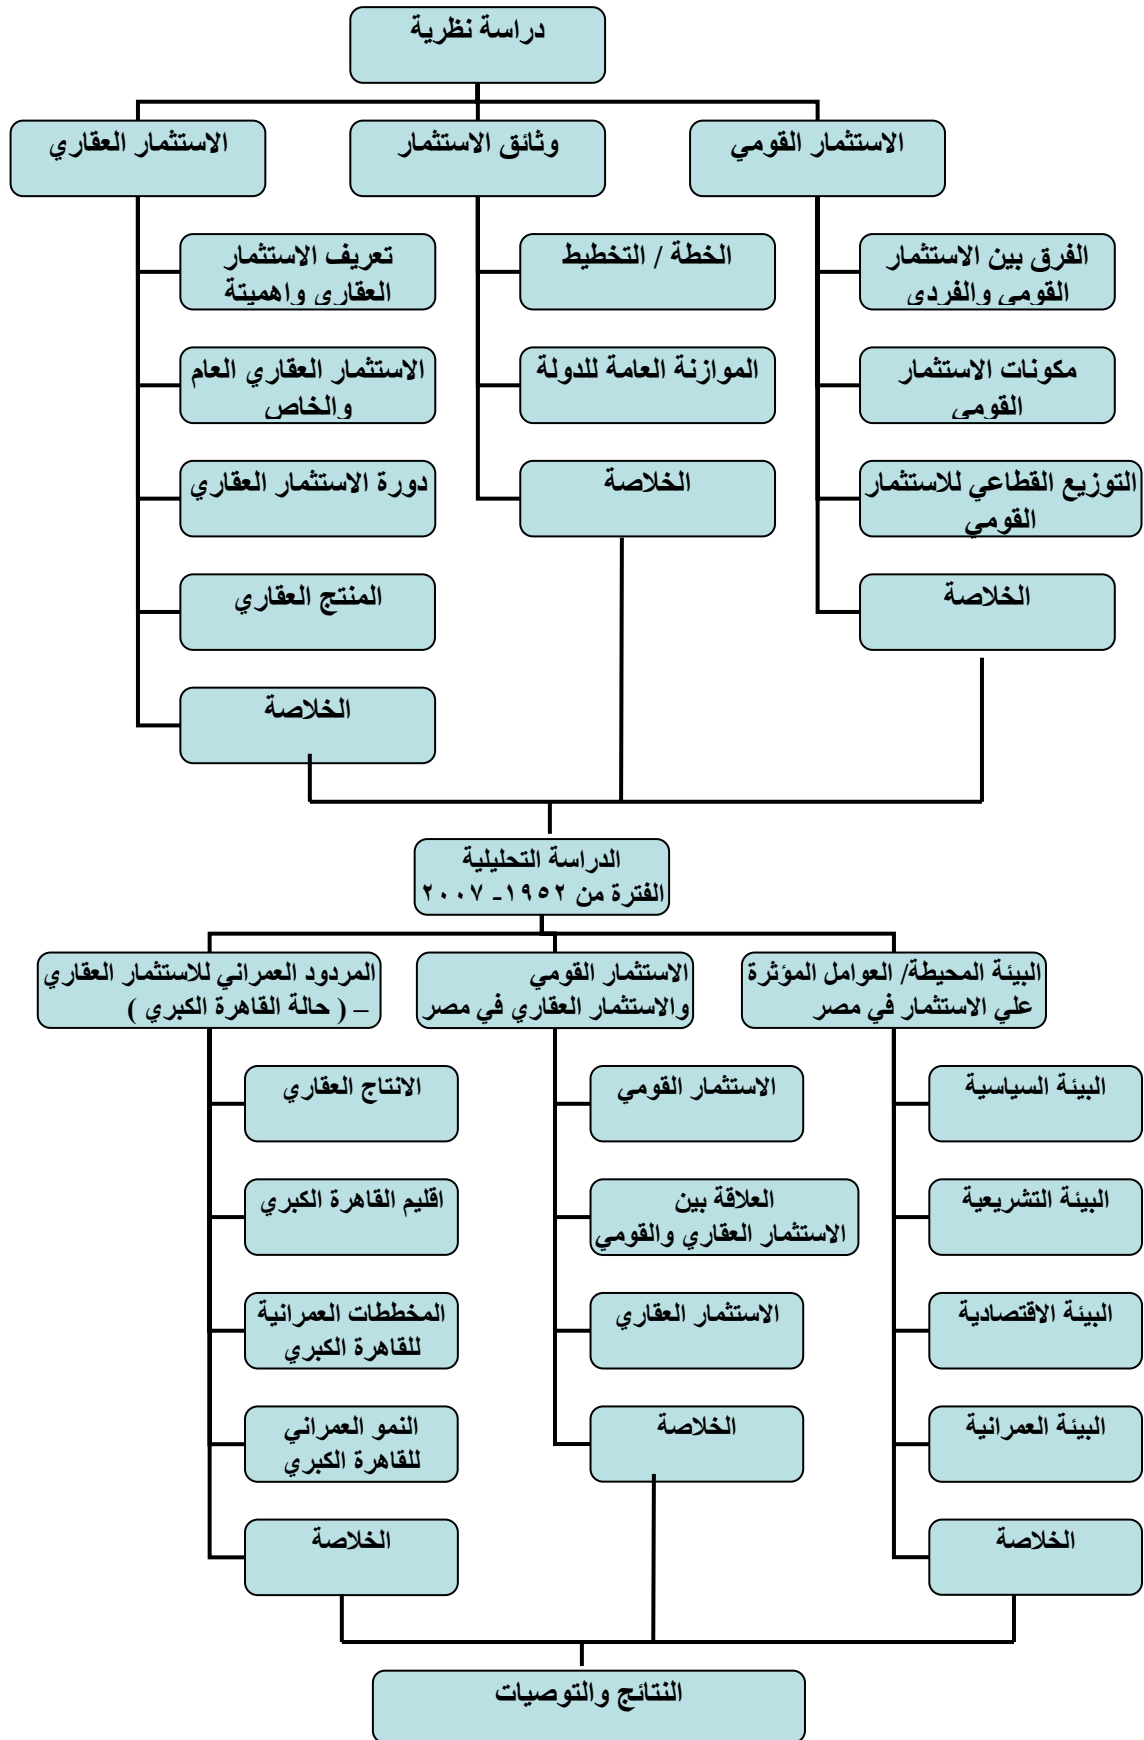 دراسة نظرية
الاستثمار القومي
وثائق الاستثمار
الاستثمار العقاري
الفرق بين الاستثمار
القومي والفردي
مكونات الاستثمار
القومي
التوزيع القطاعي للاستثمار
القومي
الخلاصة
الخطة / التخطيط
الموازنة العامة للدولة
الخلاصة
تعريف الاستثمار
العقاري واهميتة
الاستثمار العقاري العام
والخاص
دورة الاستثمار العقاري
المنتج العقاري
الخلاصة
الدراسة التحليلية
الفترة من ١٩٥٢- ٢٠٠٧
البيئة المحيطة/ العوامل المؤثرة
علي الاستثمار في مصر
الاستثمار القومي
والاستثمار العقاري في مصر
المردود العمراني للاستثمار العقاري
– ( حالة القاهرة الكبري )
البيئة السياسية
البيئة التشريعية
البيئة الاقتصادية
البيئة العمرانية
الخلاصة
الاستثمار القومي
العلاقة بين
الاستثمار العقاري والقومي
الاستثمار العقاري
الخلاصة
الانتاج العقاري
اقليم القاهرة الكبري
المخططات العمرانية
للقاهرة الكبري
النمو العمراني
للقاهرة الكبري
الخلاصة
النتائج والتوصيات